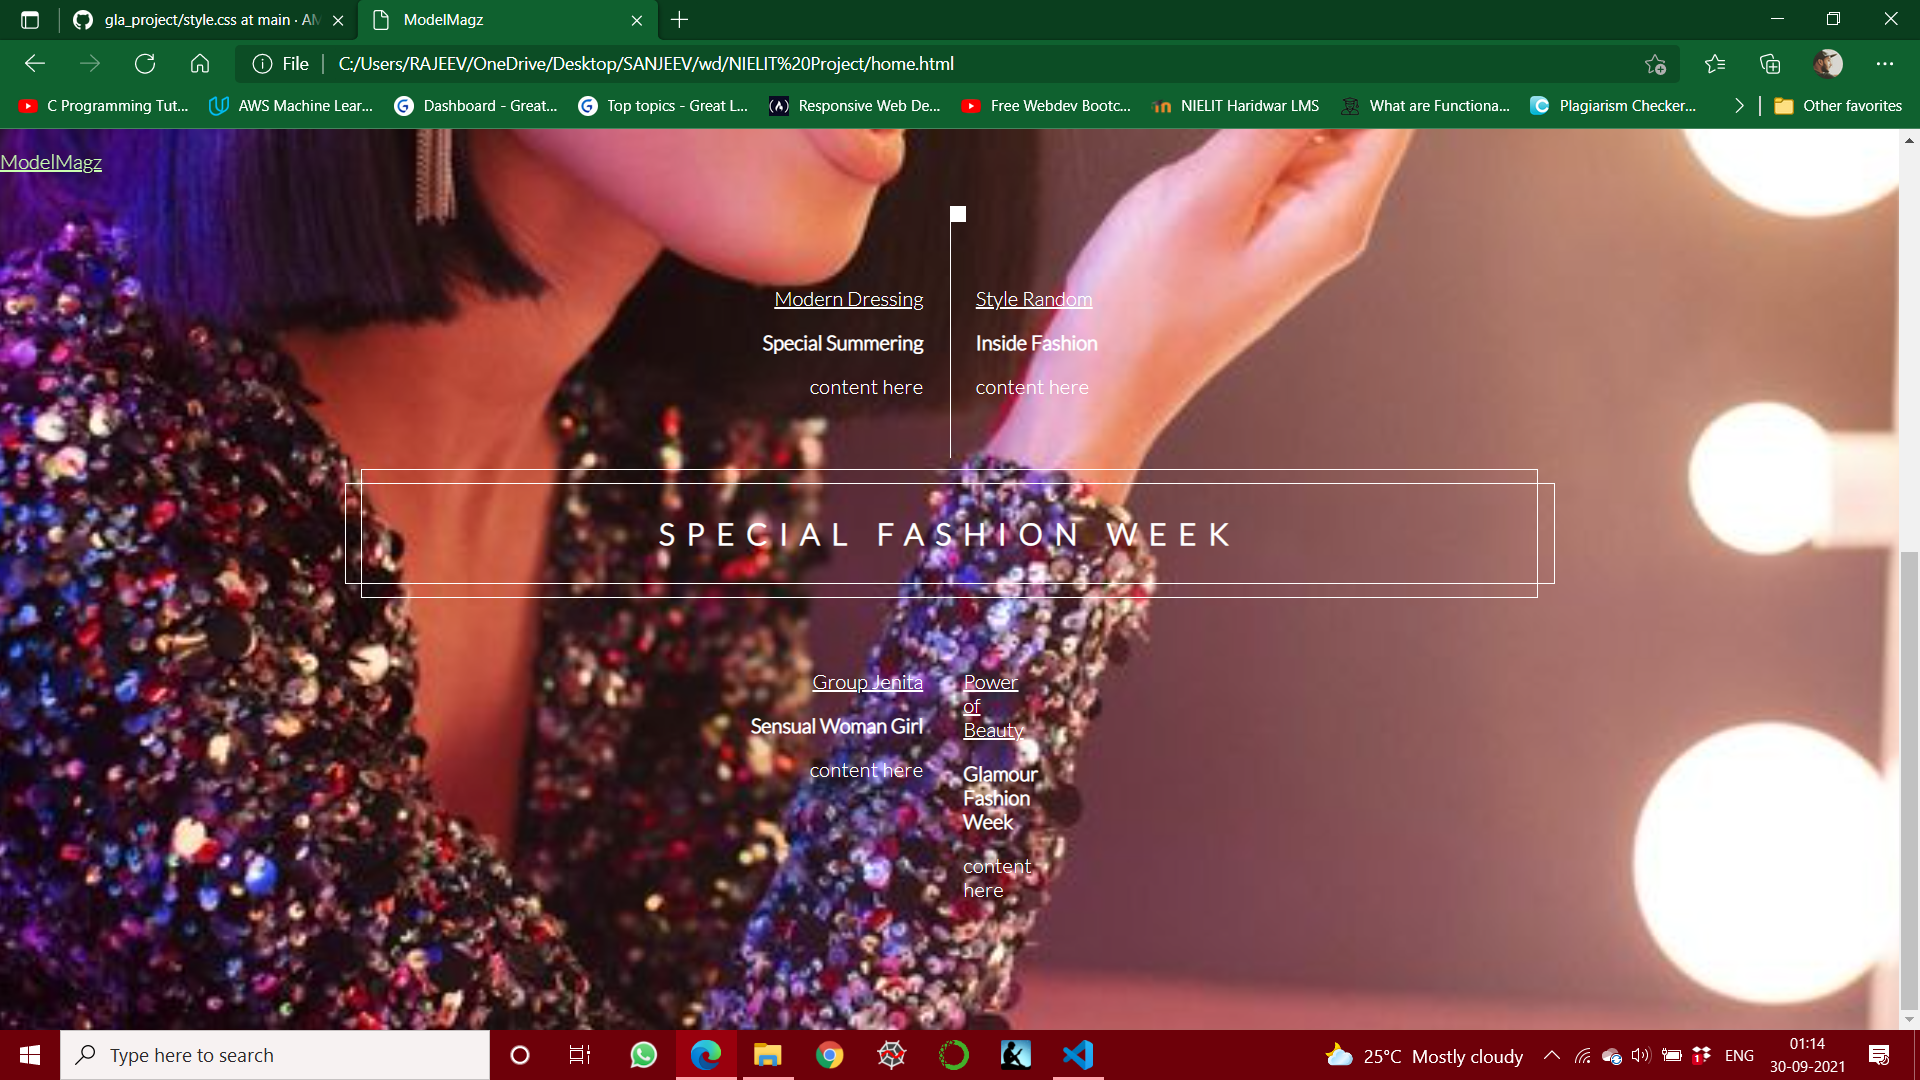 gla_project/style.css at main · AM
ModelMagz
File
C:/Users/RAJEEV/OneDrive/Desktop/SANJEEV/wd/NIELIT%20Project/home.html
C Programming Tut...
AWS Machine Lear...
Dashboard - Great...
Top topics - Great L...
Responsive Web De...
Free Webdev Bootc...
NIELIT Haridwar LMS
What are Functiona...
Plagiarism Checker...
Other favorites
ModelMagz
Modern Dressing
Special Summering
content here
Style Random
Inside Fashion
content here
SPECIAL FASHION WEEK
Group Jenita
Sensual Woman Girl
content here
Power
of
Beauty
Glamour
Fashion
Week
content
here
Type here to search
25°C Mostly cloudy
1
ENG
01:14
30-09-2021